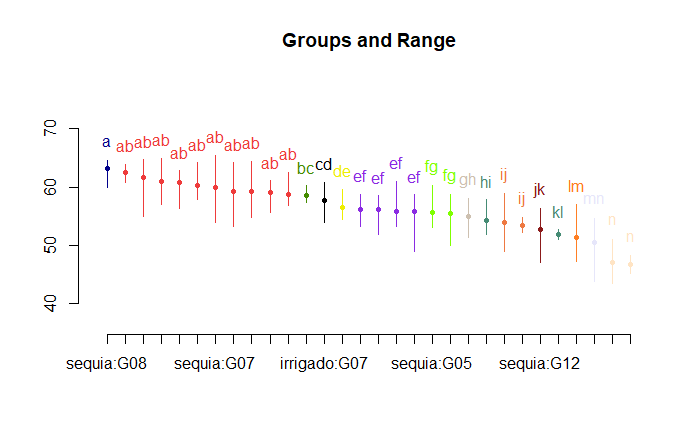 Groups and Range
70
60
50
40
a
ab
ab
ab
ab
ab
ab
ab
ab
ab
ab
bc
cd
de
ef
ef
ef
ef
fg
fg
gh
hi
ij
ij
jk
kl
lm
mn
n
n
sequia:G08 sequia:G07 irrigado:G07 sequia:G05 sequia:G12